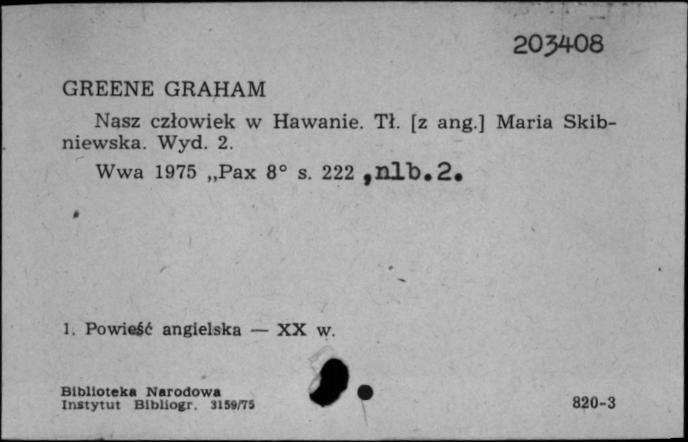 203408
GREENE GRAHAM
Nasz człowiek w Hawanie. Tł. [z ang.] Maria Skib-
niewska. Wyd. 2.
Wwa 1975 „Pax 8° s. 222 ,nlb.2.
1. Powieść angielska — XX w.
Biblioteka Narodowa
Instytut Bibliogr. 3159/75
820-3